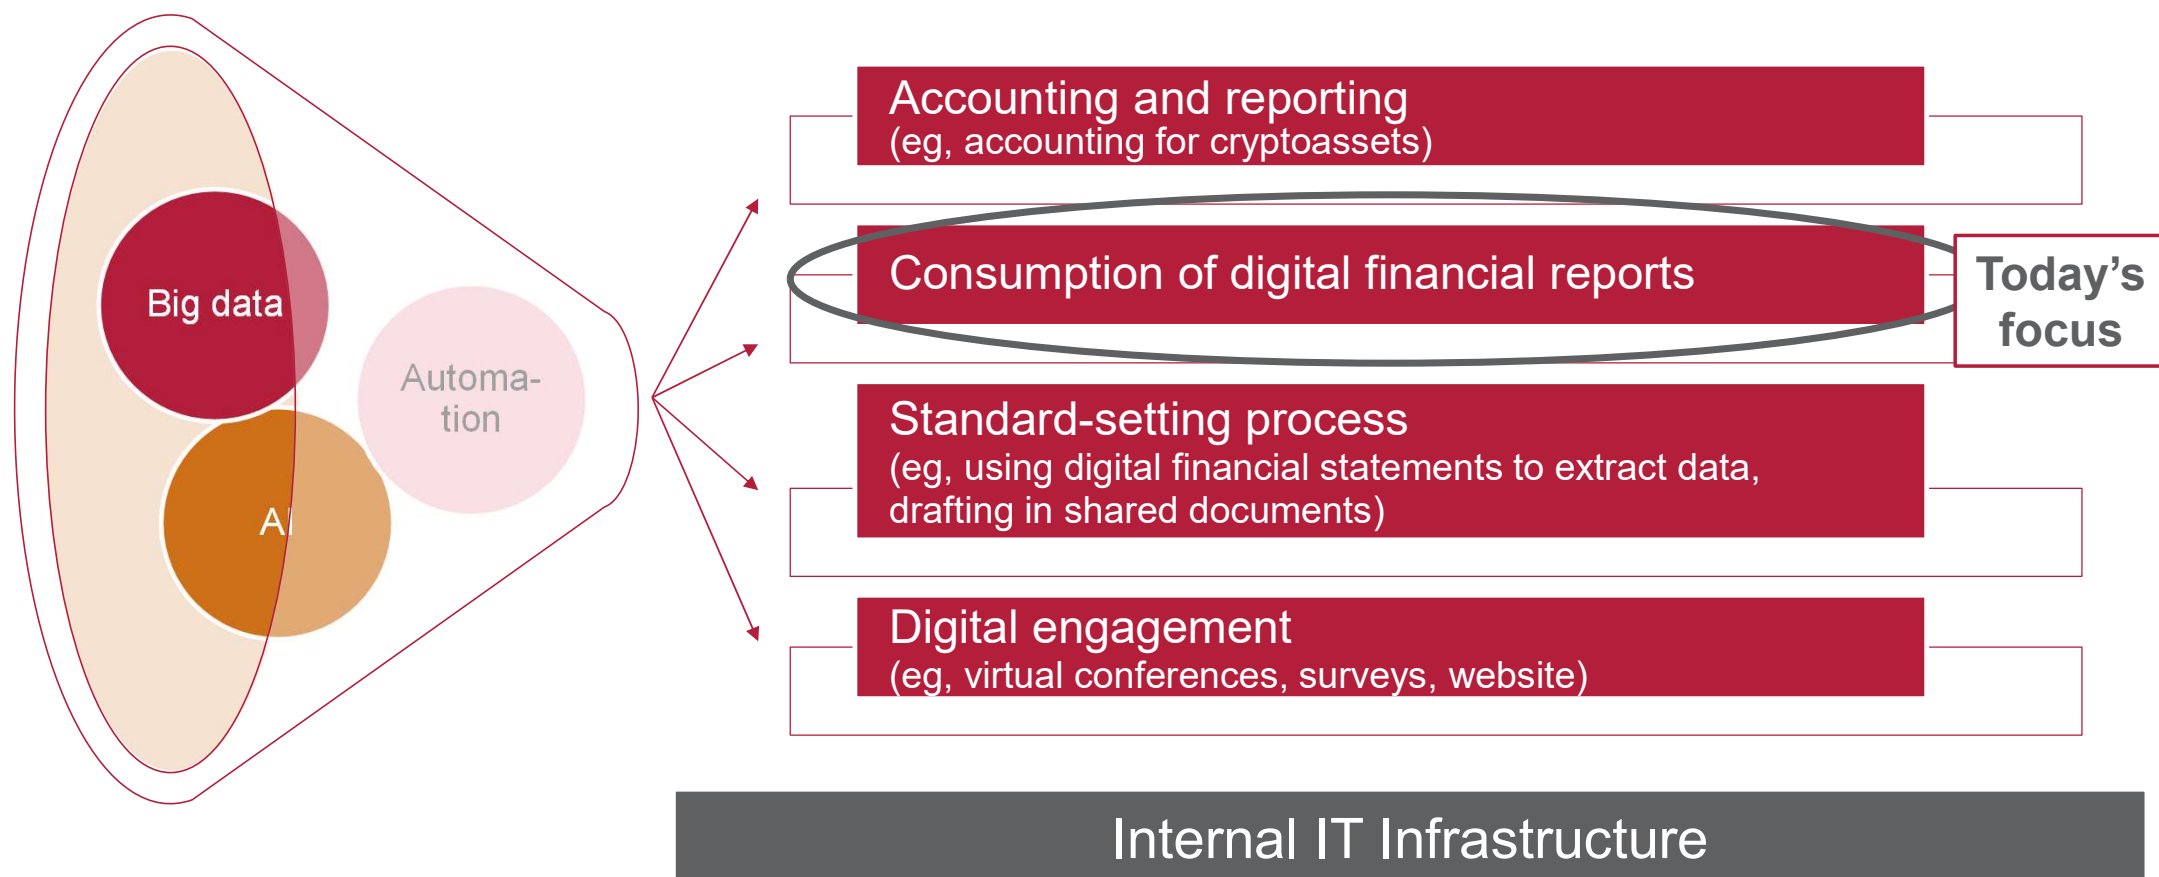 Big data
Automa-
tion
AI
Accounting and reporting
(eg, accounting for cryptoassets)
Consumption of digital financial reports
Today’s
focus
Standard-setting process
(eg, using digital financial statements to extract data,
drafting in shared documents)
Digital engagement
(eg, virtual conferences, surveys, website)
Internal IT Infrastructure